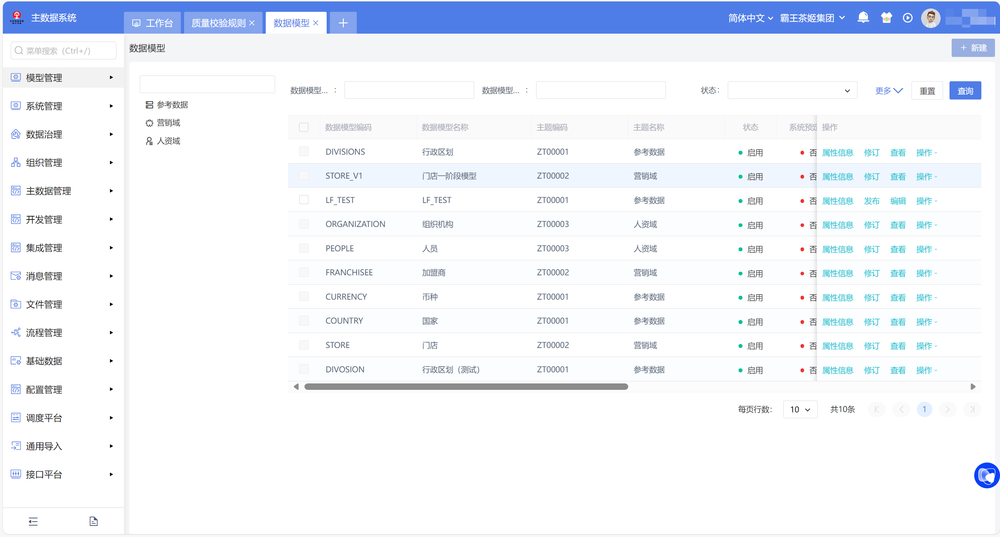 CHAGEE
主数据系统
工作台
质量校验规则
数据模型
简体中文
霸王茶姬集团
菜单搜索（Ctrl+/）
模型管理
系统管理
数据治理
组织管理
主数据管理
开发管理
集成管理
消息管理
文件管理
流程管理
基础数据
配置管理
调度平台
通用导入
接口平台
数据模型
新建
参考数据
营销域
人资域
数据模型... :
数据模型... :
状态:
更多
重置
查询
数据模型编码 数据模型名称 主题编码 主题名称 状态 系统预定 操作
DIVISIONS 行政区划 ZT00001 参考数据 启用 否 属性信息 修订 查看 操作
STORE_V1 门店一阶段模型 ZT00002 营销域 启用 否 属性信息 修订 查看 操作
LF_TEST LF_TEST ZT00001 参考数据 启用 否 属性信息 发布 编辑 操作
ORGANIZATION 组织机构 ZT00003 人资域 启用 否 属性信息 修订 查看 操作
PEOPLE 人员 ZT00003 人资域 启用 否 属性信息 修订 查看 操作
FRANCHISEE 加盟商 ZT00002 营销域 启用 否 属性信息 修订 查看 操作
CURRENCY 币种 ZT00001 参考数据 启用 否 属性信息 修订 查看 操作
COUNTRY 国家 ZT00001 参考数据 启用 否 属性信息 修订 查看 操作
STORE 门店 ZT00002 营销域 启用 否 属性信息 修订 查看 操作
DIVOSION 行政区划（测试） ZT00001 参考数据 启用 否 属性信息 修订 查看 操作
每页行数: 10 共10条 1